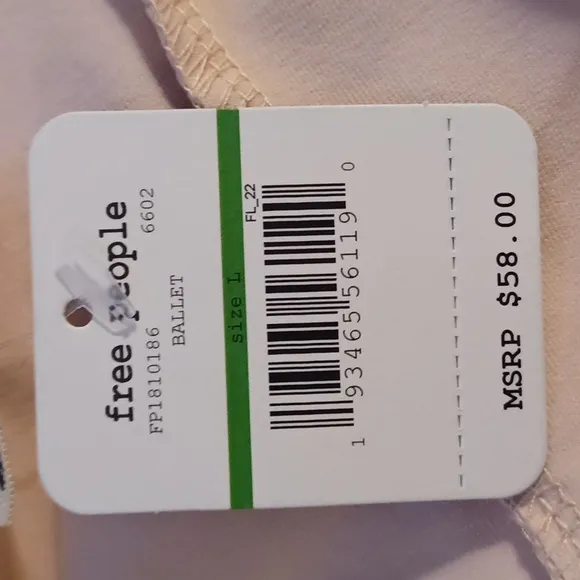 free people
FP1810186 6602
BALLET
size L
FL_22
1 93465 56119 0
MSRP $58.00